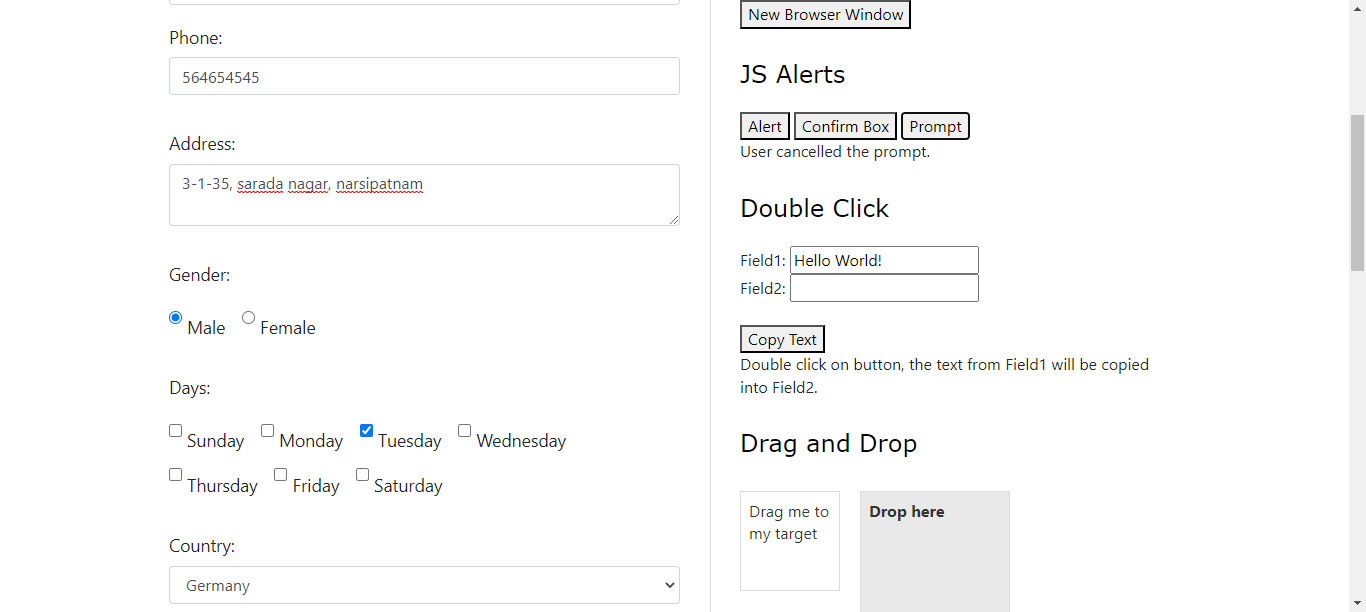 Phone:
564654545
Address:
3-1-35, sarada nagar, narsipatnam
Gender:
Male Female
Days:
Sunday Monday Tuesday Wednesday
Thursday Friday Saturday
Country:
Germany
New Browser Window
JS Alerts
Alert Confirm Box Prompt
User cancelled the prompt.
Double Click
Field1: Hello World!
Field2:
Copy Text
Double click on button, the text from Field1 will be copied
into Field2.
Drag and Drop
Drag me to
my target
Drop here